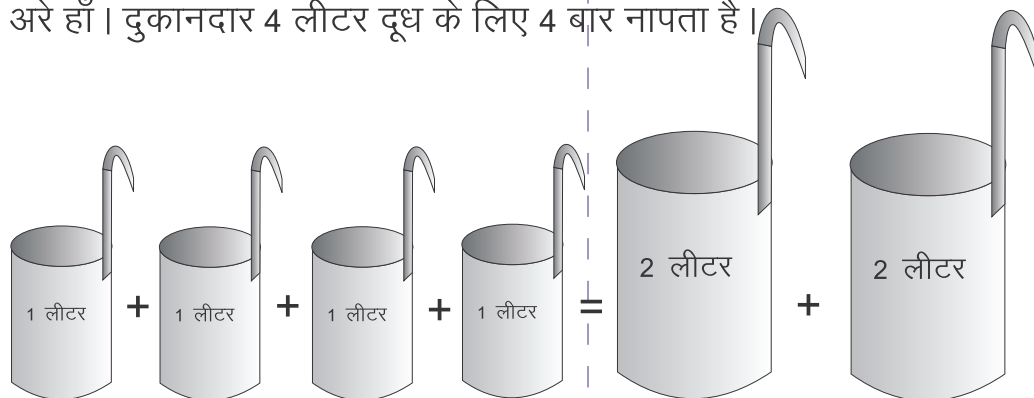 अरे हाँ | दुकानदार 4 लीटर दूध के लिए 4 बार नापता है |
1 लीटर + 1 लीटर + 1 लीटर + 1 लीटर = 2 लीटर + 2 लीटर